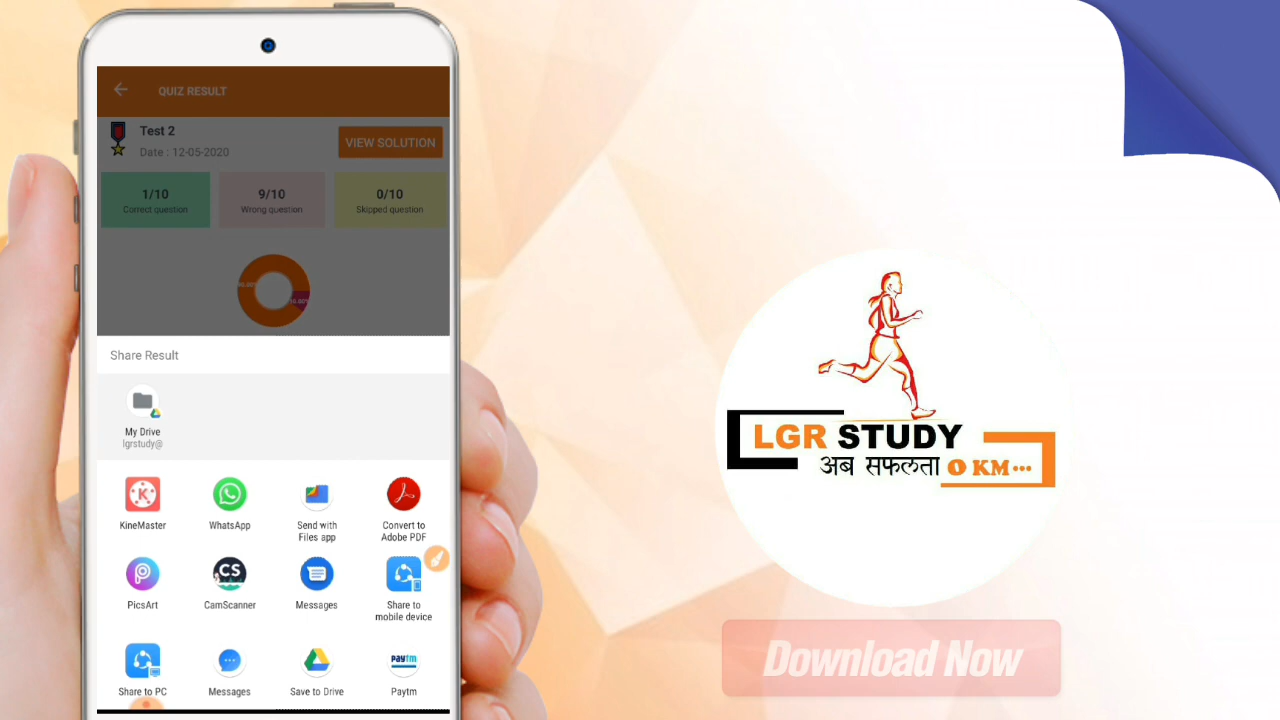 QUIZ RESULT
Test 2
Date : 12-05-2020
VIEW SOLUTION
1/10
Correct question
9/10
Wrong question
0/10
Skipped question
Share Result
My Drive
lgrstudy@
KineMaster
WhatsApp
Send with
Files app
Convert to
Adobe PDF
PicsArt
CamScanner
Messages
Share to
mobile device
Share to PC
Messages
Save to Drive
Paytm
LGR STUDY
अब सफलता 0 KM...
Download Now